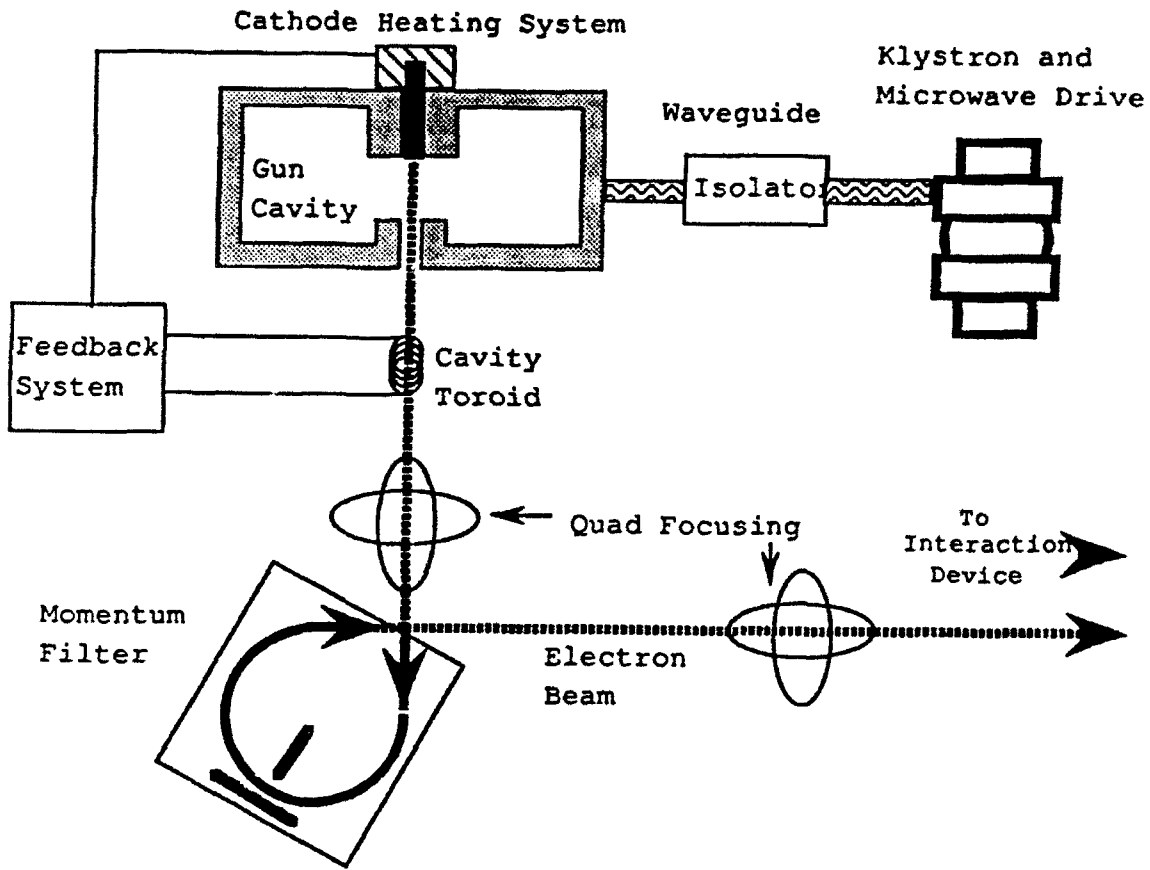 Cathode Heating System
Klystron and
Microwave Drive
Waveguide
Gun
Cavity
Isolator
Feedback
System
Cavity
Toroid
Quad Focusing
To
Interaction
Device
Momentum
Filter
Electron
Beam